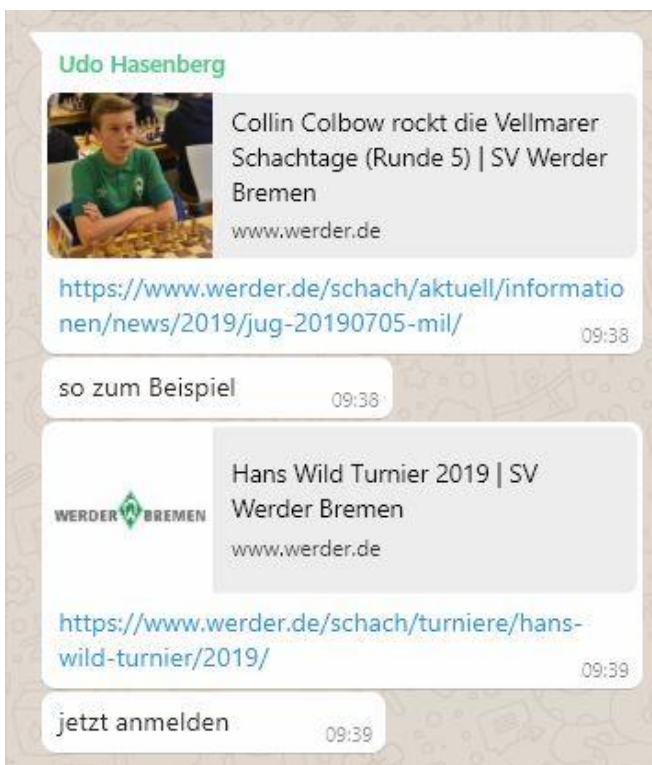 Udo Hasenberg
Collin Colbow rockt die Vellmarer
Schachtage (Runde 5) | SV Werder
Bremen
www.werder.de
https://www.werder.de/schach/aktuell/informatio
nen/news/2019/jug-20190705-mil/
09:38
so zum Beispiel
09:38
WERDER W BREMEN
Hans Wild Turnier 2019 | SV
Werder Bremen
www.werder.de
https://www.werder.de/schach/turniere/hans-
wild-turnier/2019/
09:39
jetzt anmelden
09:39